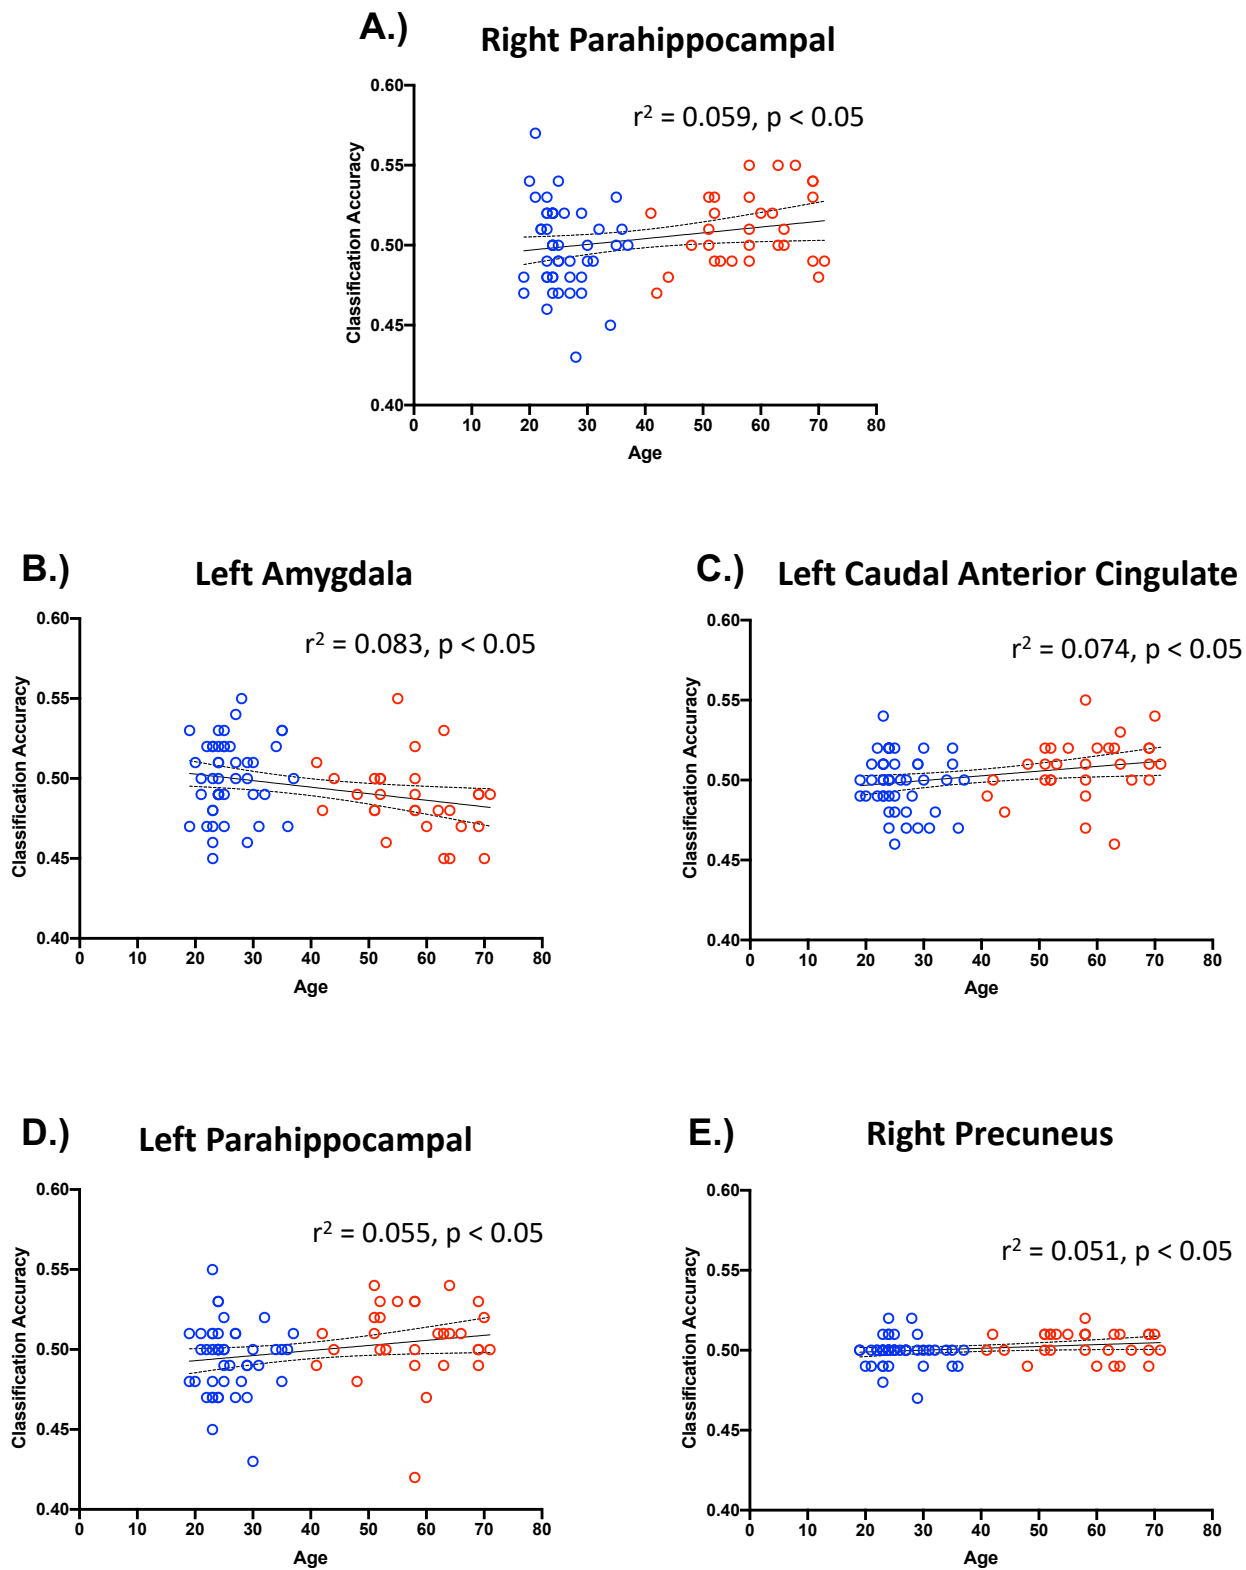 A.) Right Parahippocampal
r² = 0.059, p < 0.05
Classification Accuracy
0.60
0.55
0.50
0.45
0.40
0 10 20 30 40 50 60 70 80
Age
B.) Left Amygdala
r² = 0.083, p < 0.05
Classification Accuracy
0.60
0.55
0.50
0.45
0.40
0 10 20 30 40 50 60 70 80
Age
C.) Left Caudal Anterior Cingulate
r² = 0.074, p < 0.05
Classification Accuracy
0.60
0.55
0.50
0.45
0.40
0 10 20 30 40 50 60 70 80
Age
D.) Left Parahippocampal
r² = 0.055, p < 0.05
Classification Accuracy
0.60
0.55
0.50
0.45
0.40
0 10 20 30 40 50 60 70 80
Age
E.) Right Precuneus
r² = 0.051, p < 0.05
Classification Accuracy
0.60
0.55
0.50
0.45
0.40
0 10 20 30 40 50 60 70 80
Age